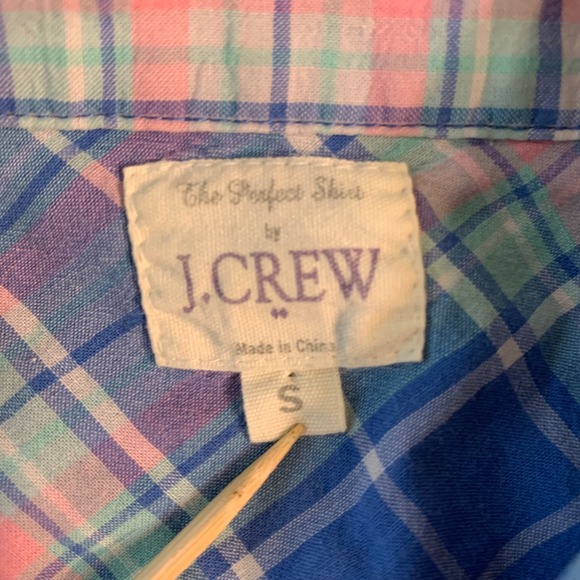 The Perfect Shirt
by
J.CREW
Made in China
S